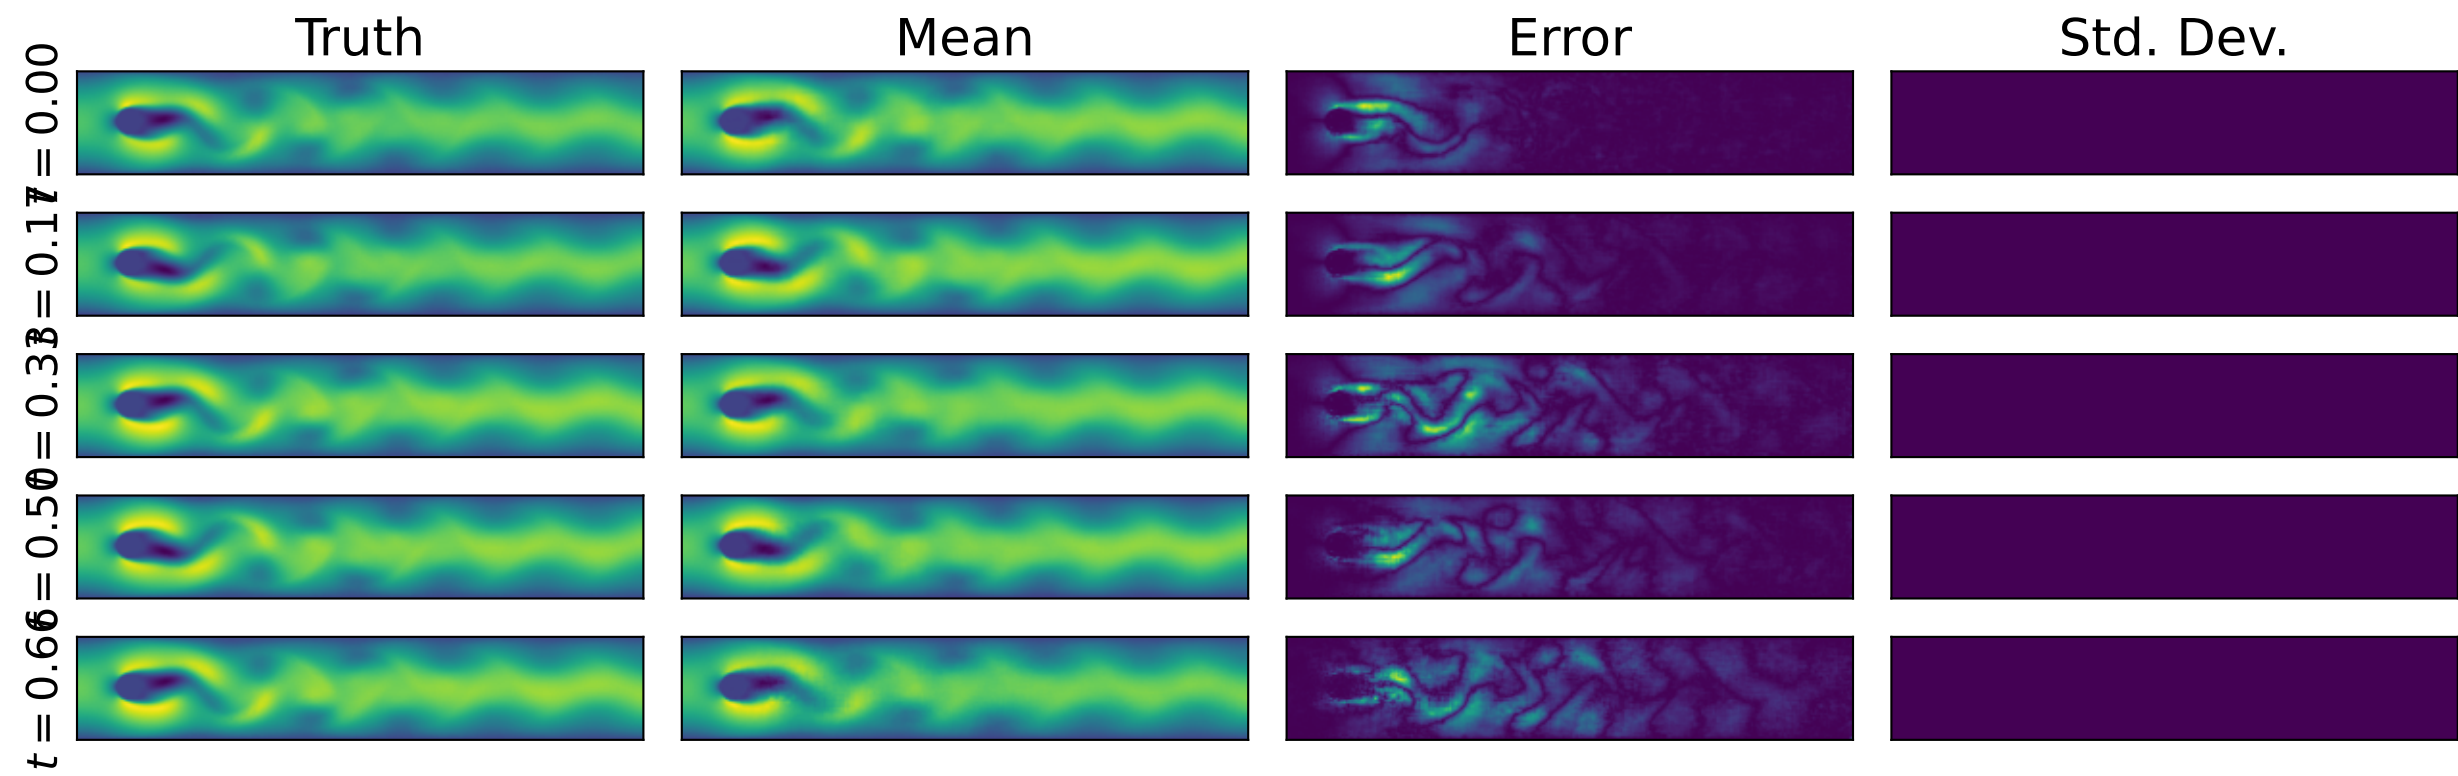 Truth Mean Error Std. Dev.
t = 0.00
t = 0.17
t = 0.33
t = 0.50
t = 0.66